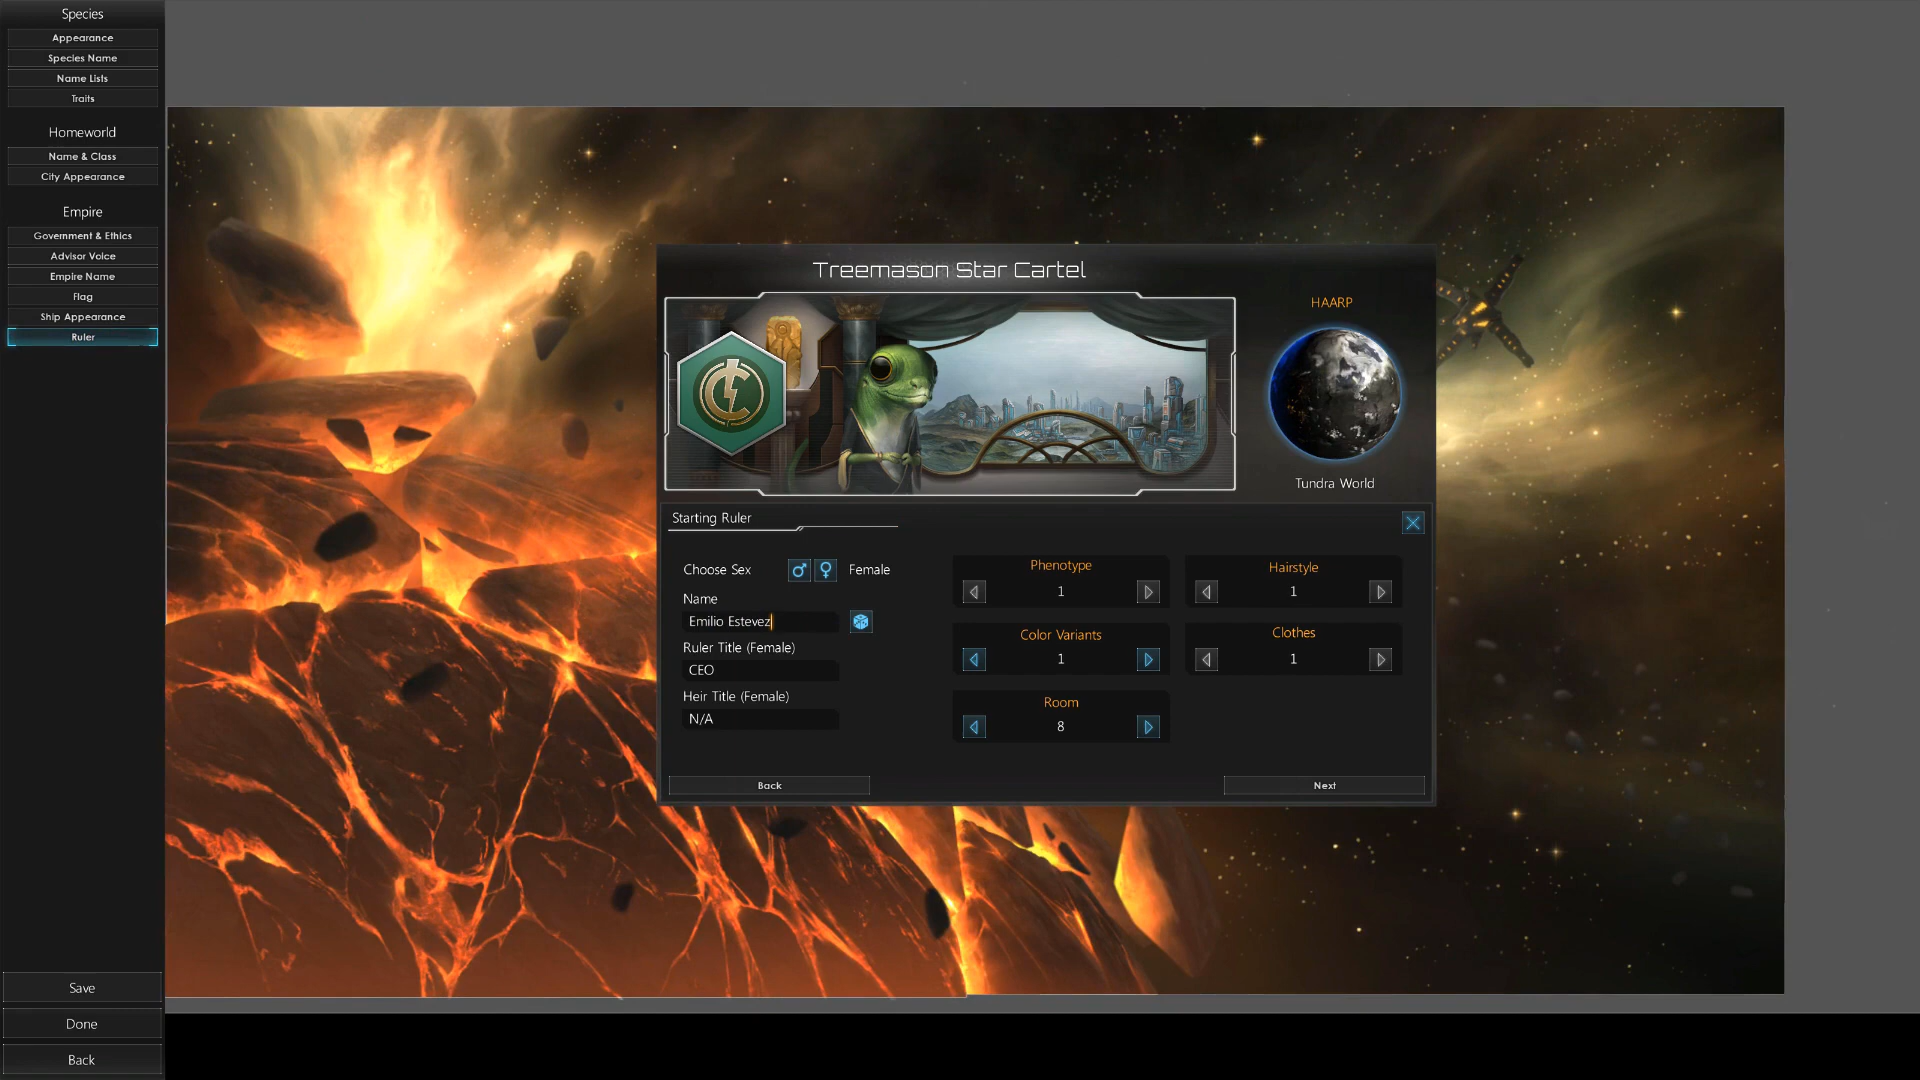 Species
Appearance
Species Name
Name Lists
Traits
Homeworld
Name & Class
City Appearance
Empire
Government & Ethics
Advisor Voice
Empire Name
Flag
Ship Appearance
Ruler
Save
Done
Back
Treemason Star Cartel
HAARP
Tundra World
Starting Ruler
Choose Sex
Female
Name
Emilio Estevez
Ruler Title (Female)
CEO
Heir Title (Female)
N/A
Phenotype
1
Hairstyle
1
Color Variants
1
Clothes
1
Room
8
Back
Next